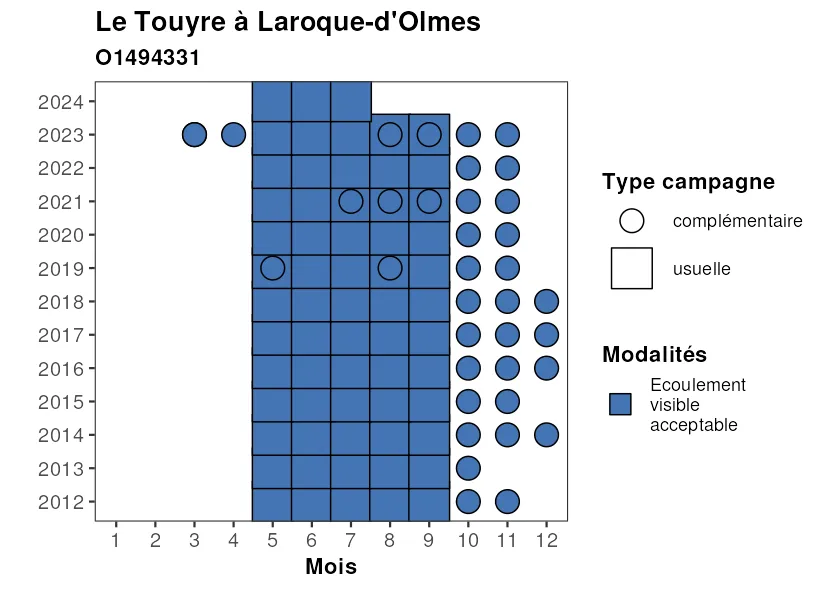 Le Touyre à Laroque-d'Olmes
O1494331
2024
2023
2022
2021
2020
2019
2018
2017
2016
2015
2014
2013
2012
1 2 3 4 5 6 7 8 9 10 11 12
Mois
Type campagne
complémentaire
usuelle
Modalités
Ecoulement
visible
acceptable